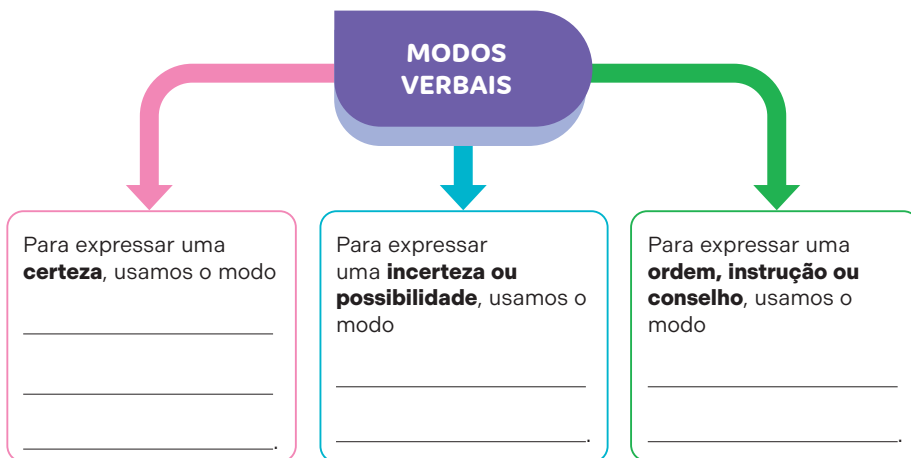 MODOS
VERBAIS
Para expressar uma
certeza, usamos o modo
.
Para expressar
uma incerteza ou
possibilidade, usamos o
modo
.
Para expressar uma
ordem, instrução ou
conselho, usamos o
modo
.